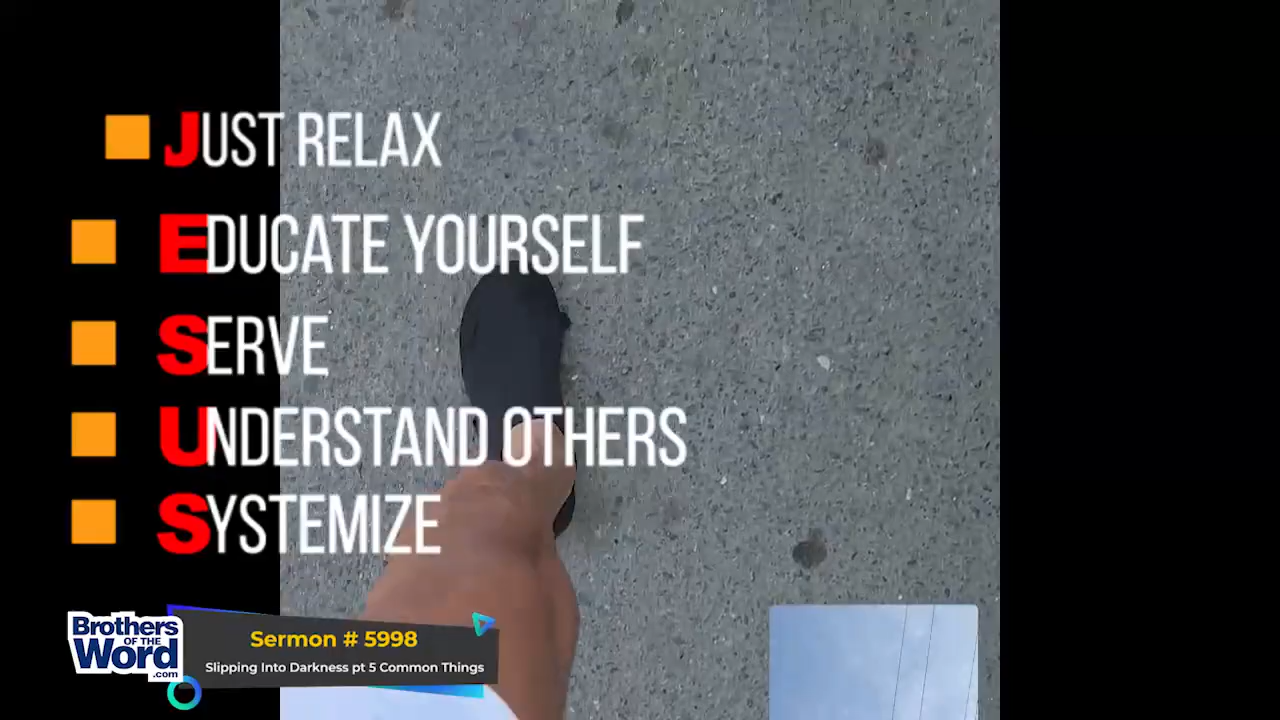 JUST RELAX
EDUCATE YOURSELF
SERVE
UNDERSTAND OTHERS
SYSTEMIZE
Brothers
OF THE
Word
.com
Sermon # 5998
Slipping Into Darkness pt 5 Common Things